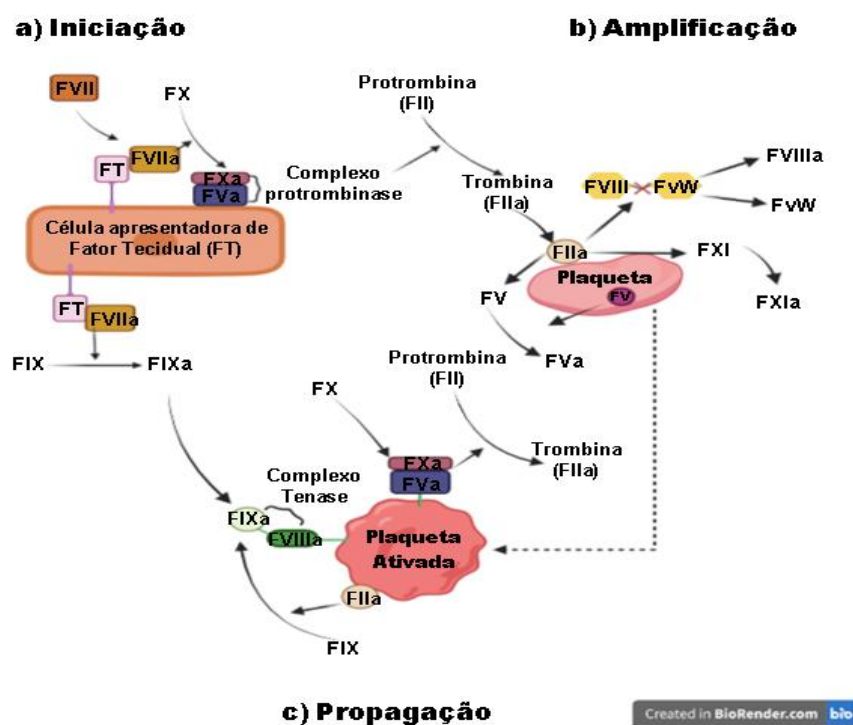 a) Iniciação
b) Amplificação
FVII
FX
FT
FVIIa
FXa
FVa
Complexo
protrombinase
Célula apresentadora de
Fator Tecidual (FT)
FT
FVIIa
FIX
FIXa
Protrombina
(FII)
Trombina
(FIIa)
FIIa
FVIII
FvW
FVIIIa
FvW
FXI
FXIa
Plaqueta
FV
FV
FVa
Protrombina
(FII)
FX
FXa
FVa
Trombina
(FIIa)
Complexo
Tenase
FIXa
FVIIIa
Plaqueta
Ativada
FIIa
FIX
c) Propagação
Created in BioRender.com bio